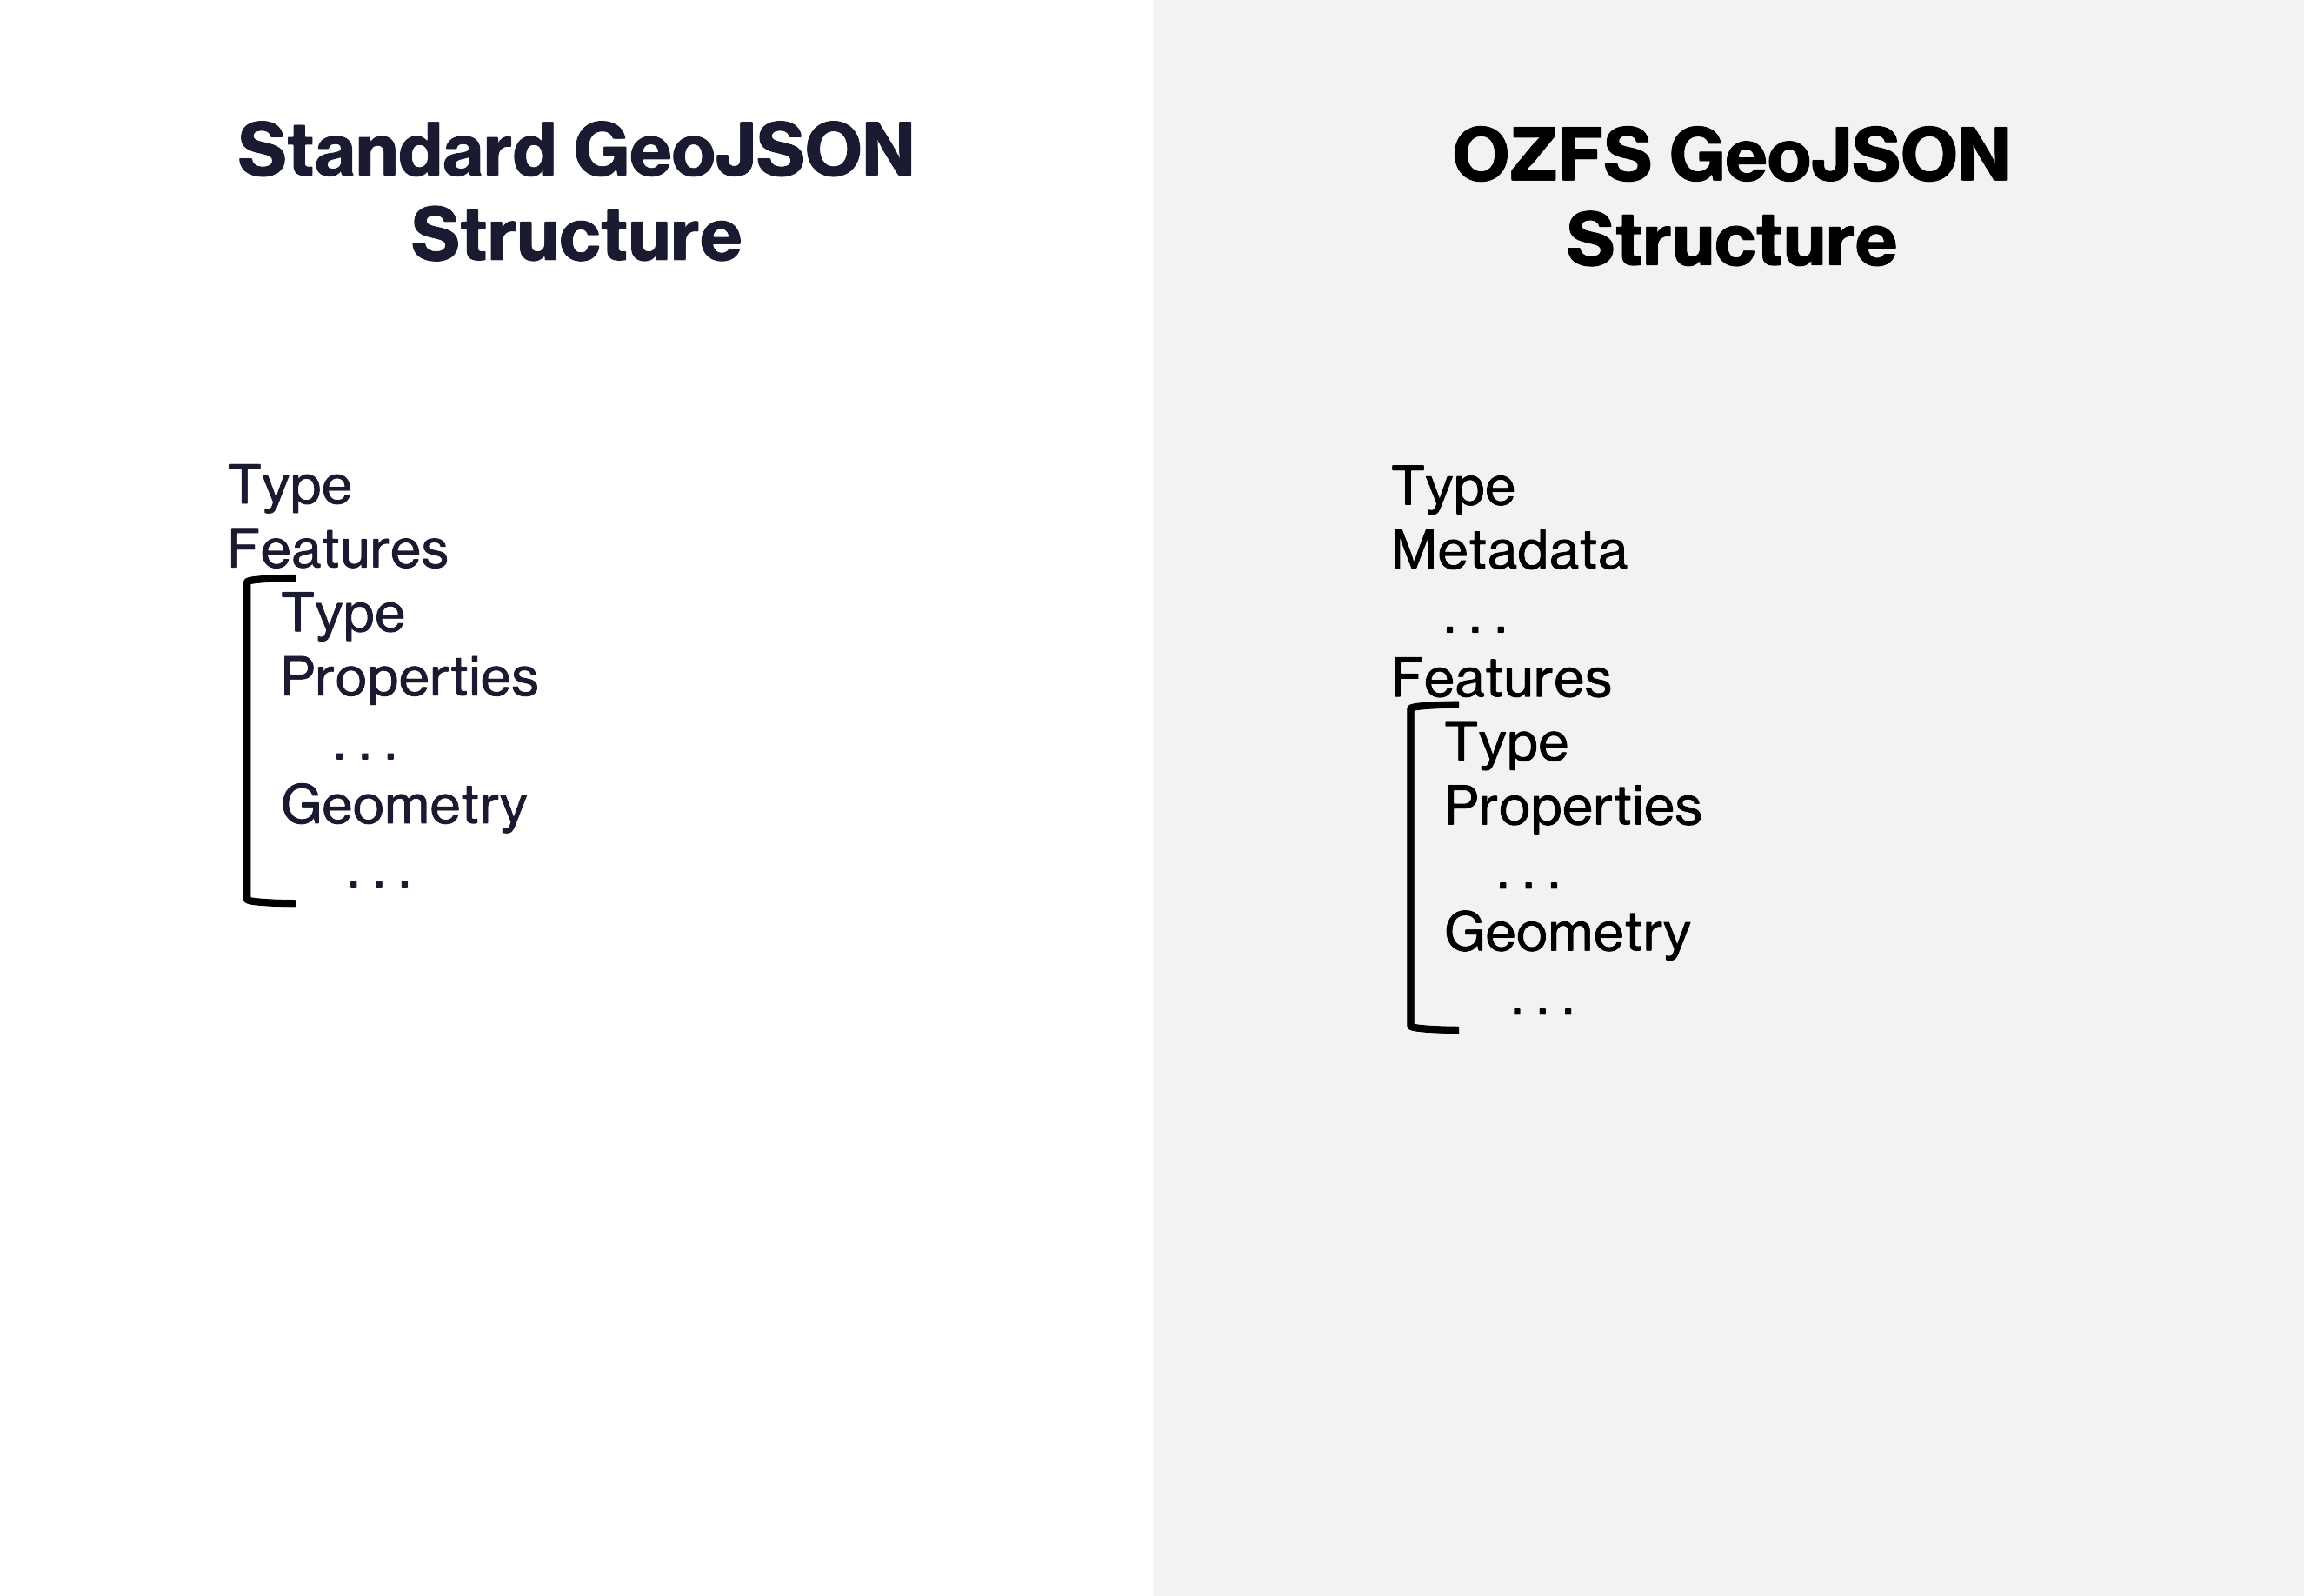 Standard GeoJSON
Structure
Type
Features
Type
Properties
...
Geometry
...
OZFS GeoJSON
Structure
Type
Metadata
...
Features
Type
Properties
...
Geometry
...